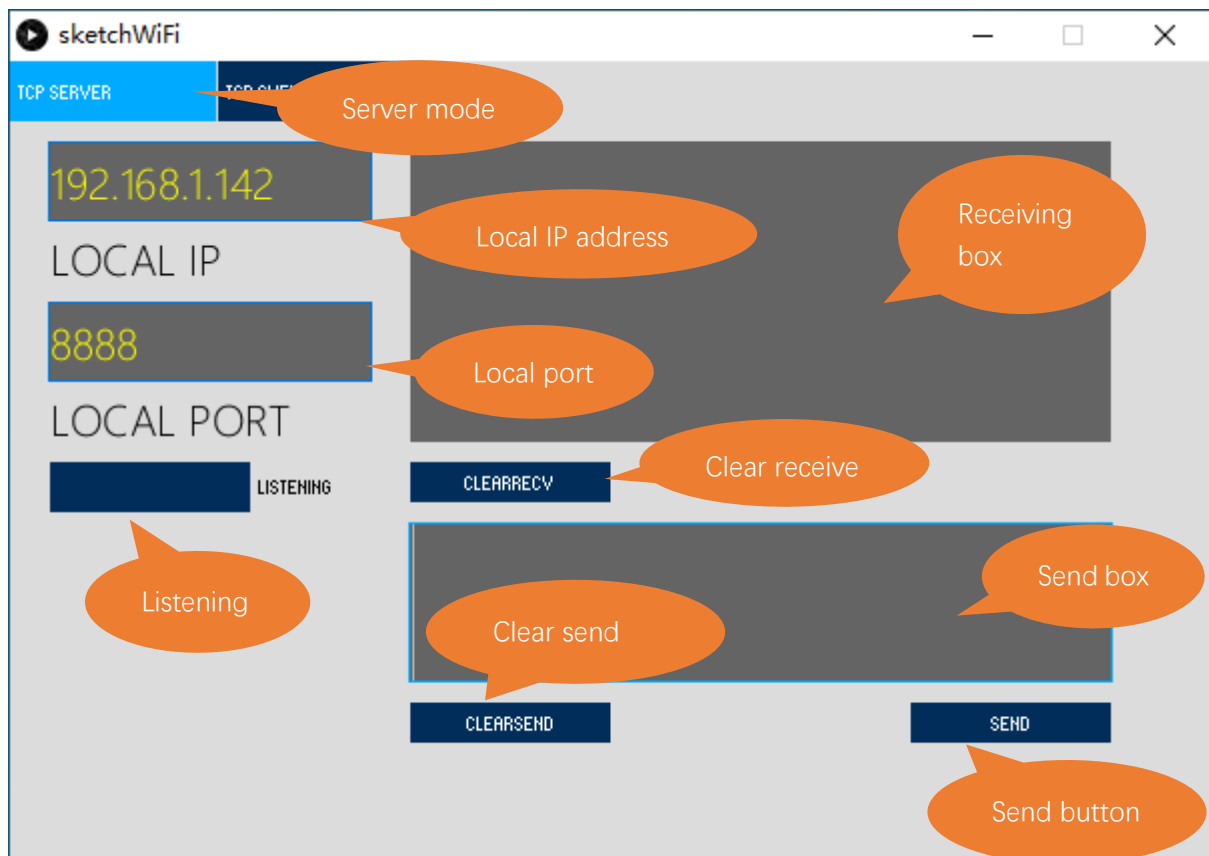 sketchWiFi
TCP SERVER
TCP
Server mode
192.168.1.142
Local IP address
Receiving
box
LOCAL IP
8888
Local port
LOCAL PORT
Clear receive
LISTENING
CLEARRECV
Listening
Send box
Clear send
CLEARSEND
SEND
Send button